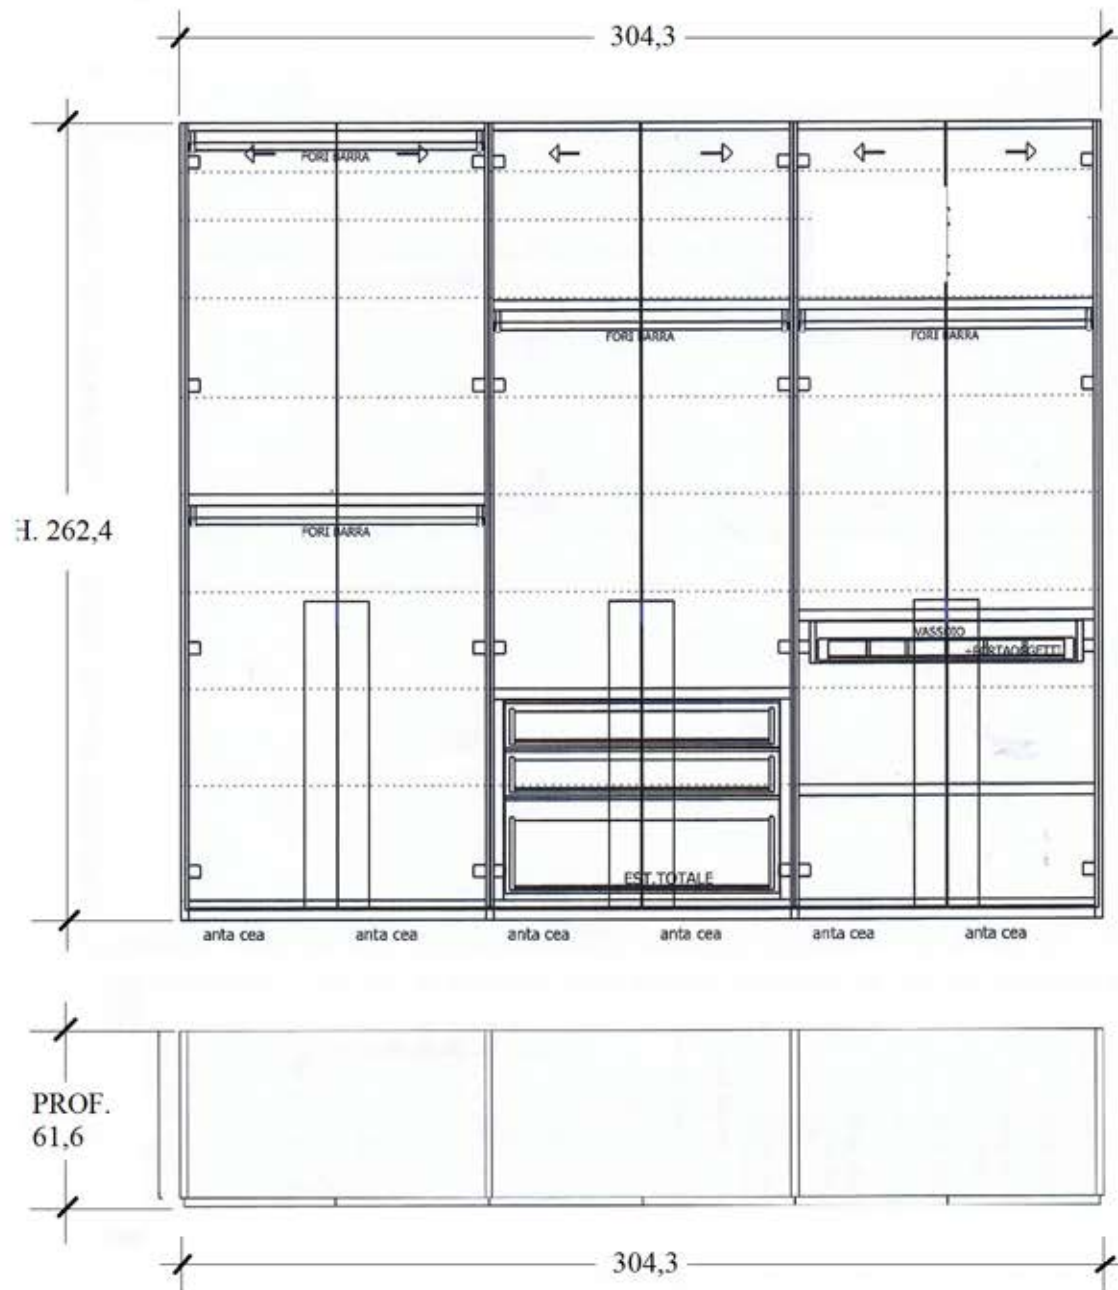 304,3
FORI BARRA
FORI BARRA
FORI BARRA
H. 262,4
FORI BARRA
VASSOIO
+PORTAOGGETTI
EST.TOTALE
anta cea anta cea anta cea anta cea anta cea anta cea
PROF.
61,6
304,3